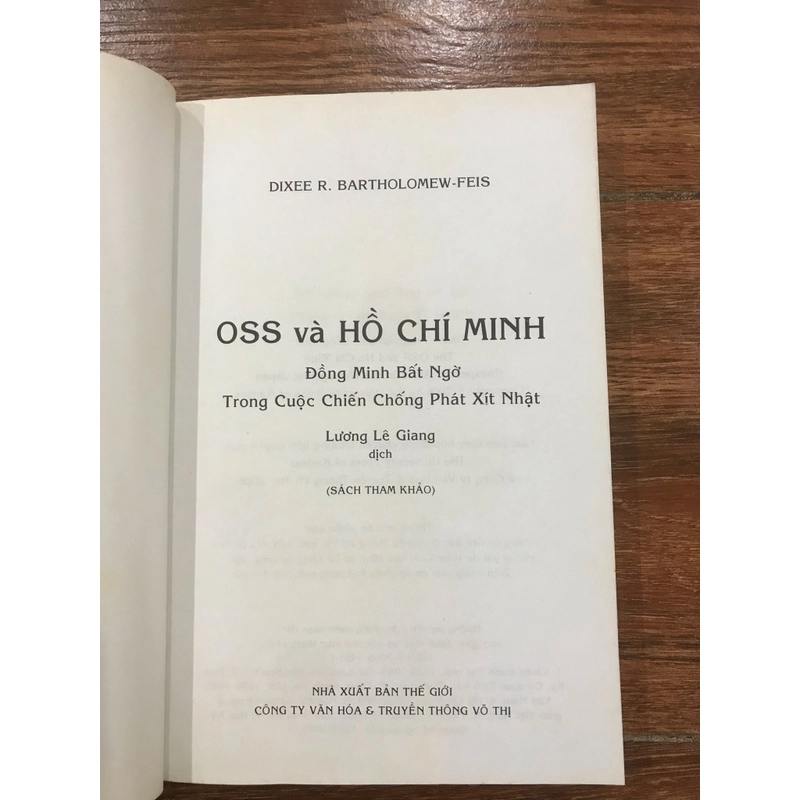 DIXEE R. BARTHOLOMEW-FEIS
OSS và HỒ CHÍ MINH
Đồng Minh Bất Ngờ
Trong Cuộc Chiến Chống Phát Xít Nhật
Lương Lê Giang
dịch
(SÁCH THAM KHẢO)
NHÀ XUẤT BẢN THẾ GIỚI
CÔNG TY VĂN HÓA & TRUYỀN THÔNG VÕ THỊ